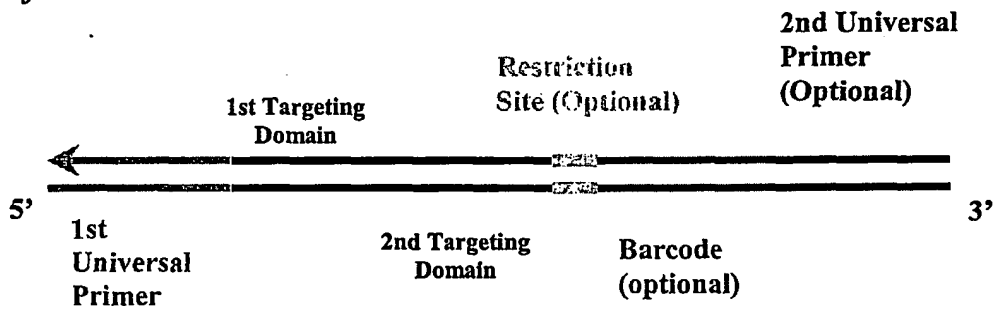 2nd Universal
Primer
(Optional)
Restriction
Site (Optional)
1st Targeting
Domain
5’
3’
1st
Universal
Primer
2nd Targeting
Domain
Barcode
(optional)